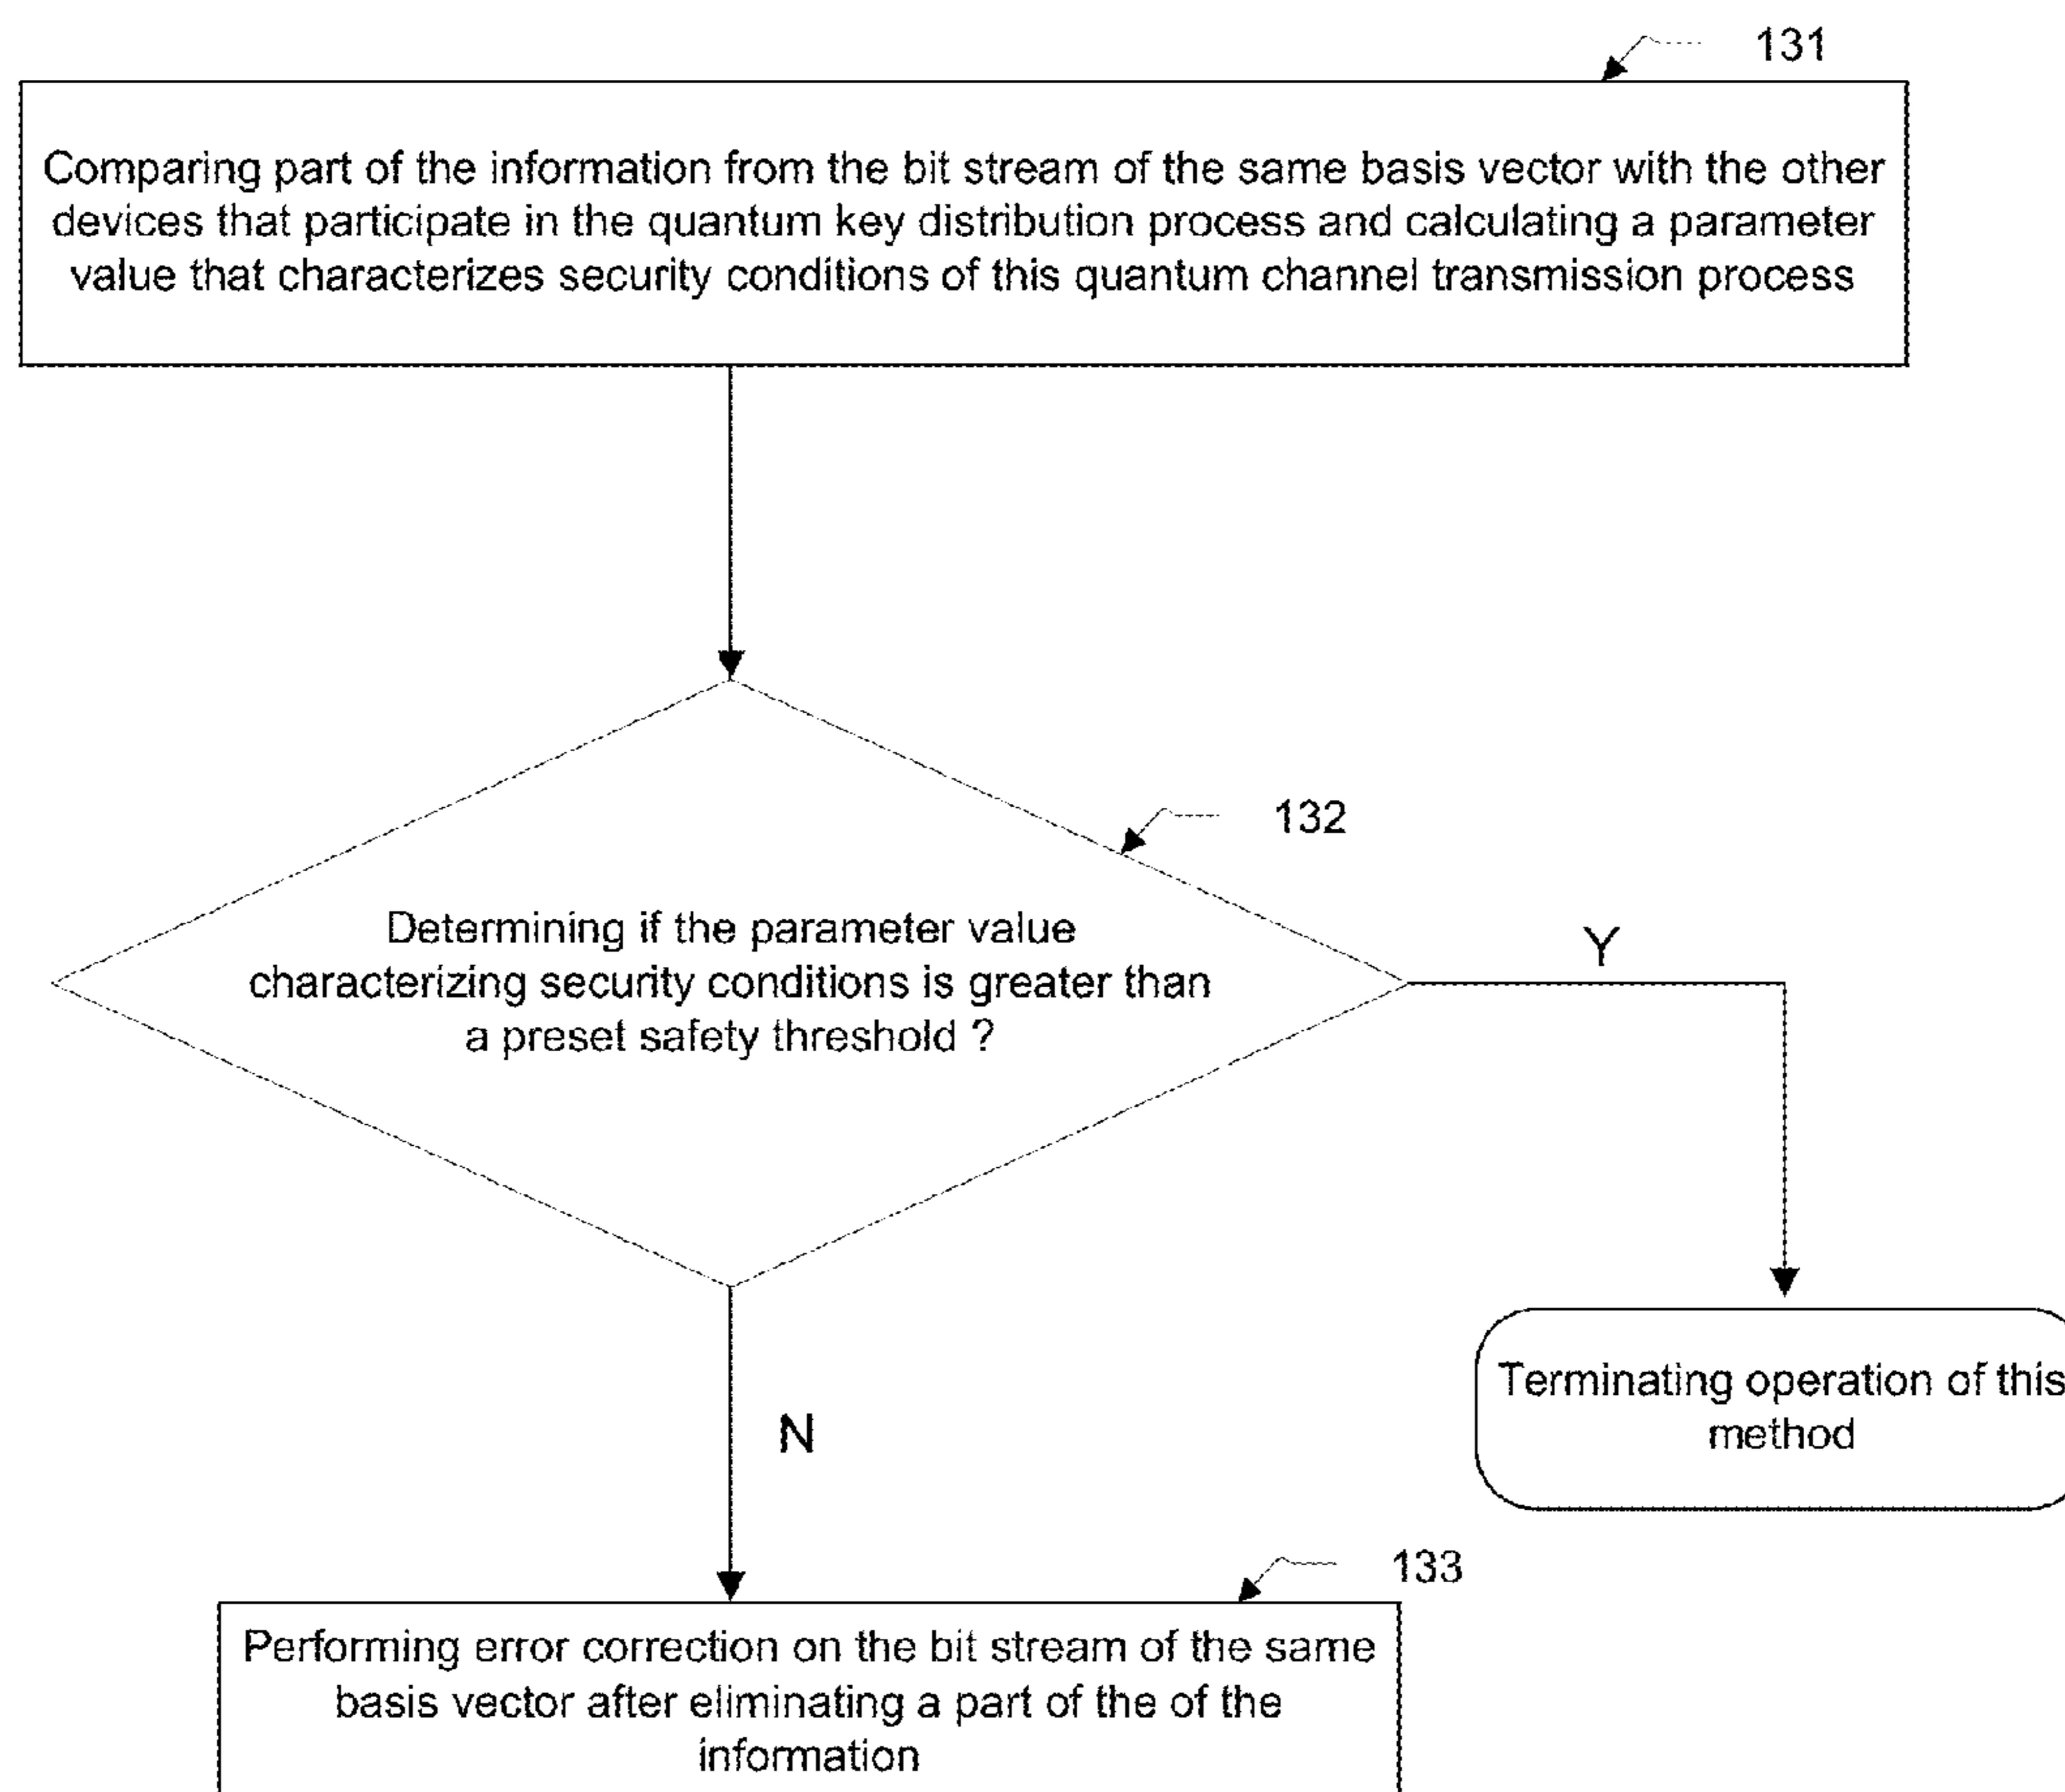 131
Comparing part of the information from the bit stream of the same basis vector with the other
devices that participate in the quantum key distribution process and calculating a parameter
value that characterizes security conditions of this quantum channel transmission process
132
Determining if the parameter value
characterizing security conditions is greater than
a preset safety threshold ?
Y
Terminating operation of this
method
N
133
Performing error correction on the bit stream of the same
basis vector after eliminating a part of the of the
information